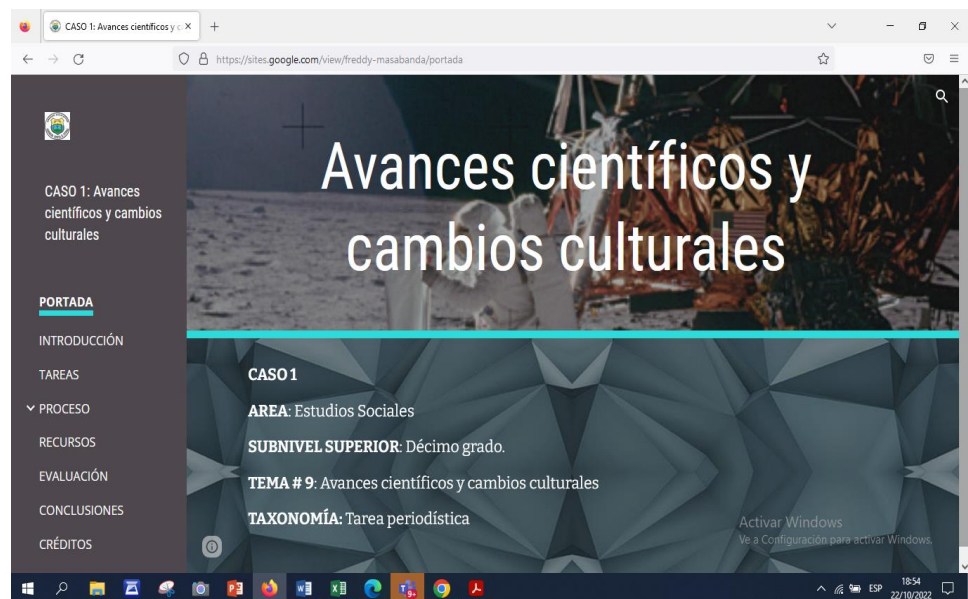 CASO 1: Avances científicos y c
https://sites.google.com/view/freddy-masabanda/portada
CASO 1: Avances
científicos y cambios
culturales
PORTADA
INTRODUCCIÓN
TAREAS
PROCESO
RECURSOS
EVALUACIÓN
CONCLUSIONES
CRÉDITOS
Avances científicos y
cambios culturales
CASO 1
AREA: Estudios Sociales
SUBNIVEL SUPERIOR: Décimo grado.
TEMA # 9: Avances científicos y cambios culturales
TAXONOMÍA: Tarea periodística
Activar Windows
Ve a Configuración para activar Windows.
ESP
18:54
22/10/2022